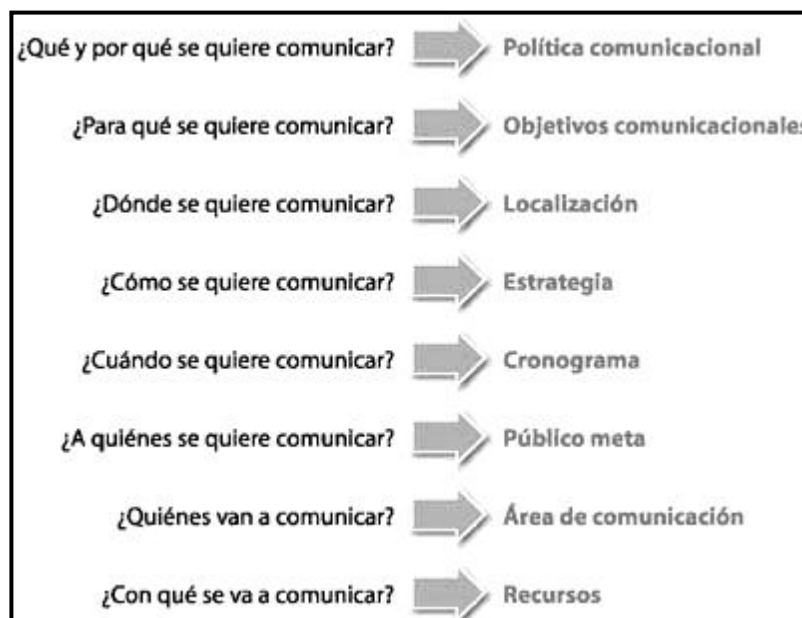 ¿Qué y por qué se quiere comunicar? Política comunicacional
¿Para qué se quiere comunicar? Objetivos comunicacionales
¿Dónde se quiere comunicar? Localización
¿Cómo se quiere comunicar? Estrategia
¿Cuándo se quiere comunicar? Cronograma
¿A quiénes se quiere comunicar? Público meta
¿Quiénes van a comunicar? Área de comunicación
¿Con qué se va a comunicar? Recursos